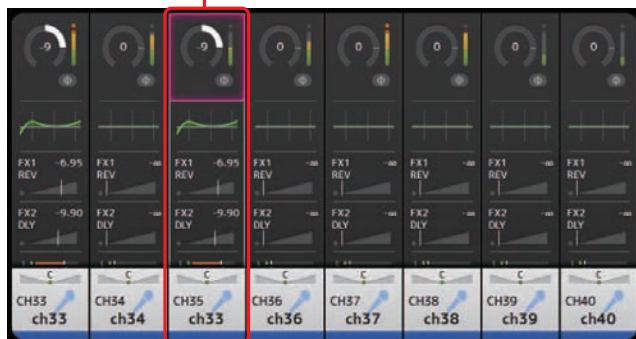 -9 0 -9 0 0 0 0 0
FX1 -6.95 FX1 -∞ FX1 -6.95 FX1 -∞ FX1 -∞ FX1 -∞ FX1 -∞ FX1 -∞
REV REV REV REV REV REV REV REV
FX2 -9.90 FX2 -∞ FX2 -9.90 FX2 -∞ FX2 -∞ FX2 -∞ FX2 -∞ FX2 -∞
DLY DLY DLY DLY DLY DLY DLY DLY
C C C C C C C C
CH33 CH34 CH35 CH36 CH37 CH38 CH39 CH40
ch33 ch34 ch33 ch36 ch37 ch38 ch39 ch40